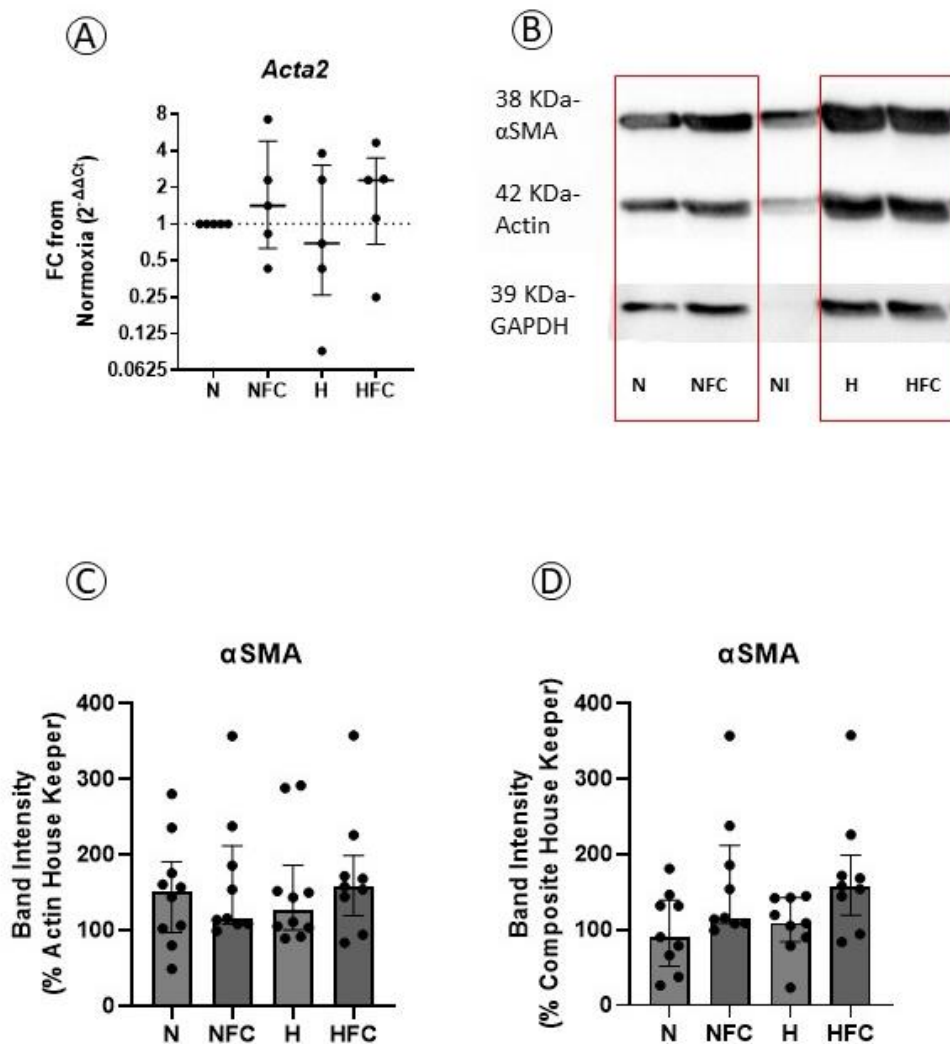 A
Acta2
FC from
Normoxia (2^-ΔΔCt)
8
4
2
1
0.5
0.25
0.125
0.0625
N NFC H HFC
B
38 KDa-
αSMA
42 KDa-
Actin
39 KDa-
GAPDH
N NFC NI H HFC
C
αSMA
Band Intensity
(% Actin House Keeper)
400
300
200
100
0
N NFC H HFC
D
αSMA
Band Intensity
(% Composite House Keeper)
400
300
200
100
0
N NFC H HFC